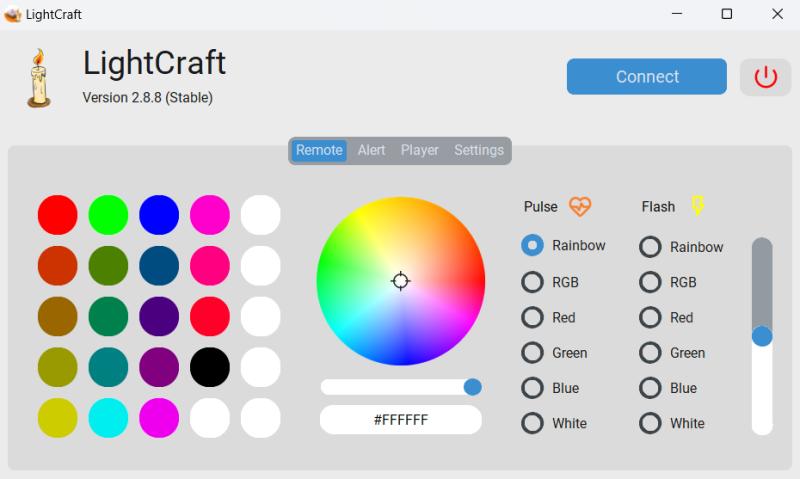 LightCraft
LightCraft
Version 2.8.8 (Stable)
Connect
Remote Alert Player Settings
Pulse
Rainbow
RGB
Red
Green
Blue
White
Flash
Rainbow
RGB
Red
Green
Blue
White
#FFFFFF